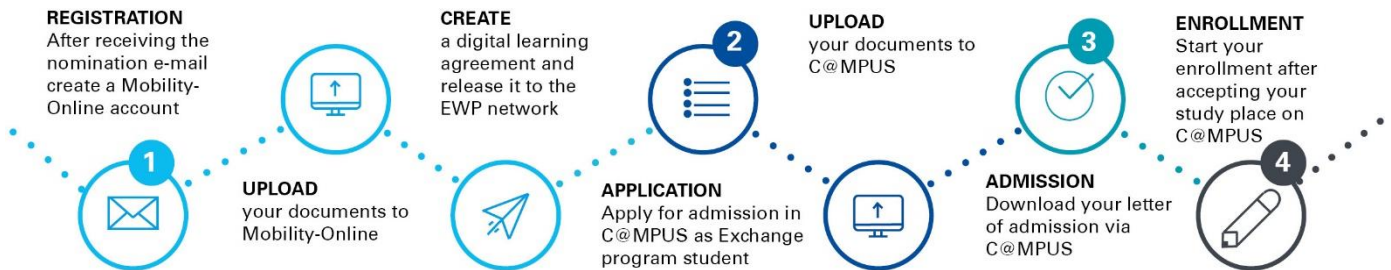 REGISTRATION
After receiving the
nomination e-mail
create a Mobility-
Online account
1
UPLOAD
your documents to
Mobility-Online
CREATE
a digital learning
agreement and
release it to the
EWP network
2
APPLICATION
Apply for admission in
C@MPUS as Exchange
program student
UPLOAD
your documents to
C@MPUS
3
ADMISSION
Download your letter
of admission via
C@MPUS
ENROLLMENT
Start your
enrollment after
accepting your
study place on
C@MPUS
4